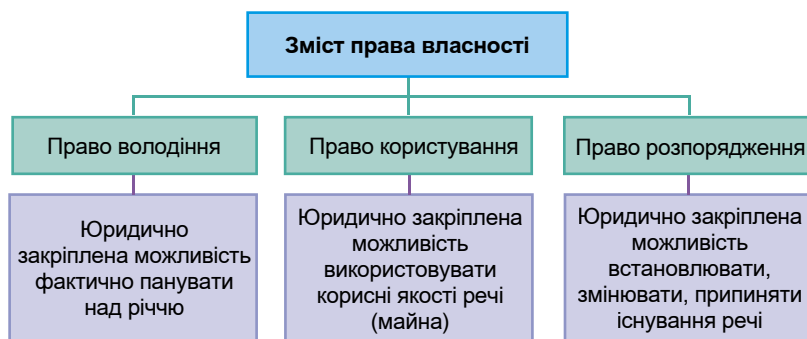 Зміст права власності
Право володіння
Право користування
Право розпорядження
Юридично
закріплена можливість
фактично панувати
над річчю
Юридично закріплена
можливість
використовувати
корисні якості речі
(майна)
Юридично закріплена
можливість
встановлювати,
змінювати, припиняти
існування речі